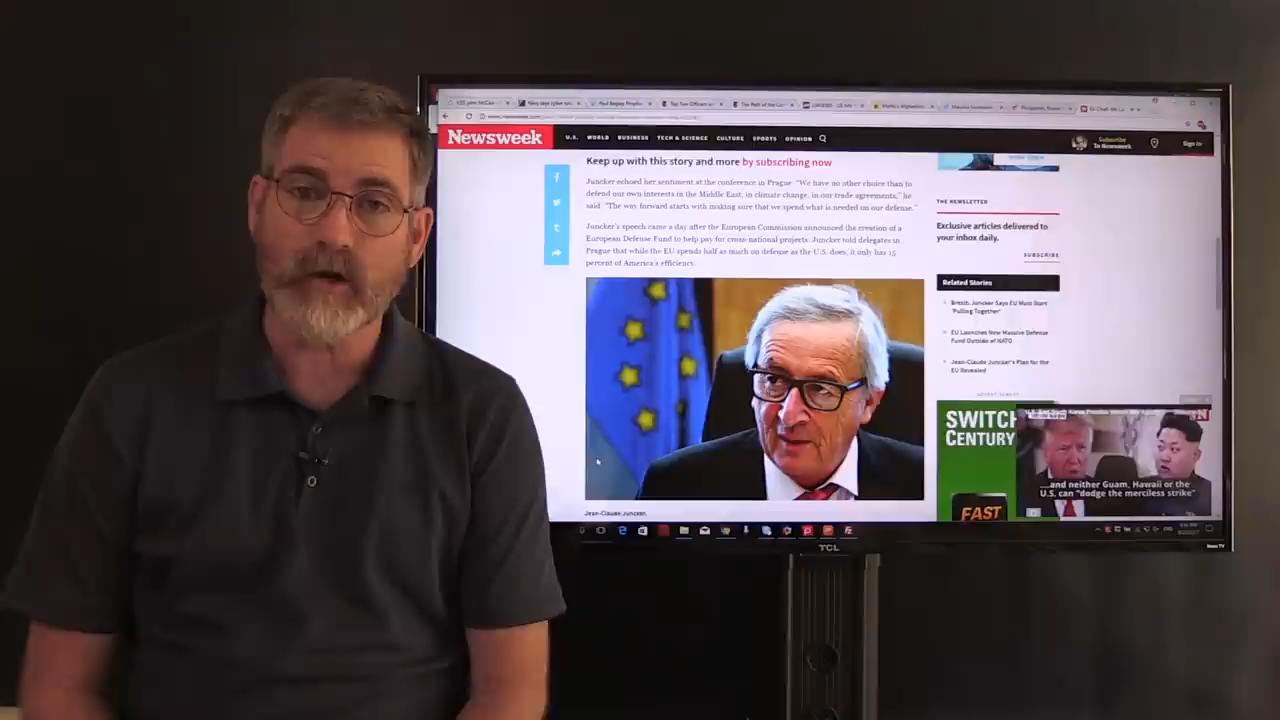 Newsweek
U.S. WORLD BUSINESS TECH & SCIENCE CULTURE SPORTS OPINION
Subscribe
To Newsweek
Sign In
Keep up with this story and more by subscribing now
Juncker echoed her sentiment at the conference in Prague. "We have no other choice than to
defend our own interests in the Middle East, in climate change, in our trade agreements," he
said. "The way forward starts with making sure that we spend what is needed on our defense."
Juncker's speech came a day after the European Commission announced the creation of a
European Defense Fund to help pay for cross-national projects. Juncker told delegates in
Prague that while the EU spends half as much on defense as the U.S. does, it only has 15
percent of America's efficiency.
Jean-Claude Juncker,
THE NEWSLETTER
Exclusive articles delivered to
your inbox daily.
SUBSCRIBE
Related Stories
Brexit: Juncker Says EU Must Start
'Pulling Together'
EU Launches New Massive Defense
Fund Outside of NATO
Jean-Claude Juncker's Plan for the
EU Revealed
ADVERTISEMENT
SWITCH
CENTURY
FAST
...and neither Guam, Hawaii or the
U.S. can "dodge the merciless strike"
TCL
Roku TV